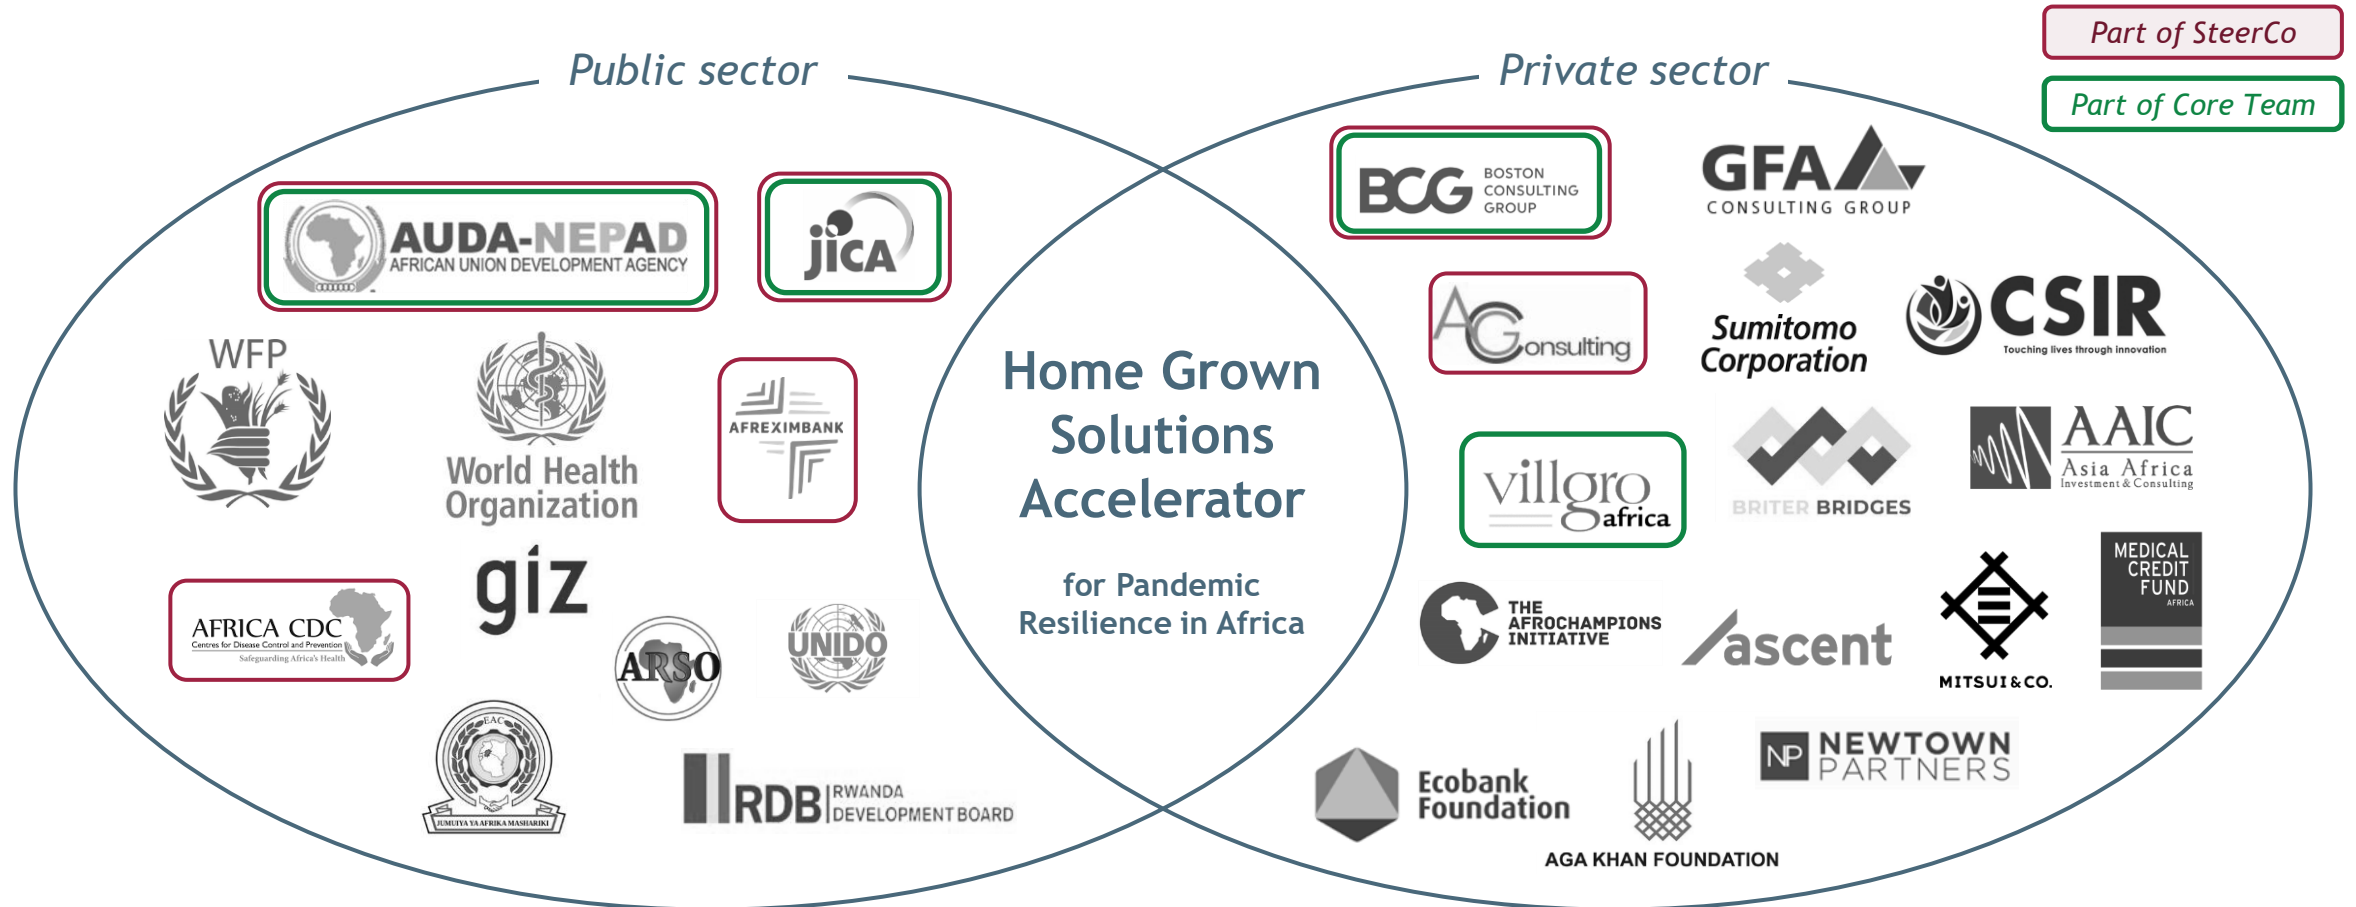 Part of SteerCo
Part of Core Team
Public sector
Private sector
AUDA-NEPAD
AFRICAN UNION DEVELOPMENT AGENCY
jica
WFP
World Health
Organization
AFREXIMBANK
AFRICA CDC
Centres for Disease Control and Prevention
Safeguarding Africa's Health
giz
ARSO
UNIDO
EAC
JUMUIYA YA AFRIKA MASHARIKI
RDB
RWANDA
DEVELOPMENT BOARD
Home Grown
Solutions
Accelerator
for Pandemic
Resilience in Africa
BCG
BOSTON
CONSULTING
GROUP
GFA
CONSULTING GROUP
AGConsulting
Sumitomo
Corporation
CSIR
Touching lives through innovation
villgro
africa
BRITER BRIDGES
AAIC
Asia Africa
Investment & Consulting
THE
AFROCHAMPIONS
INITIATIVE
ascent
MITSUI & CO.
MEDICAL
CREDIT
FUND
AFRICA
Ecobank
Foundation
AGA KHAN FOUNDATION
NP
NEWTOWN
PARTNERS